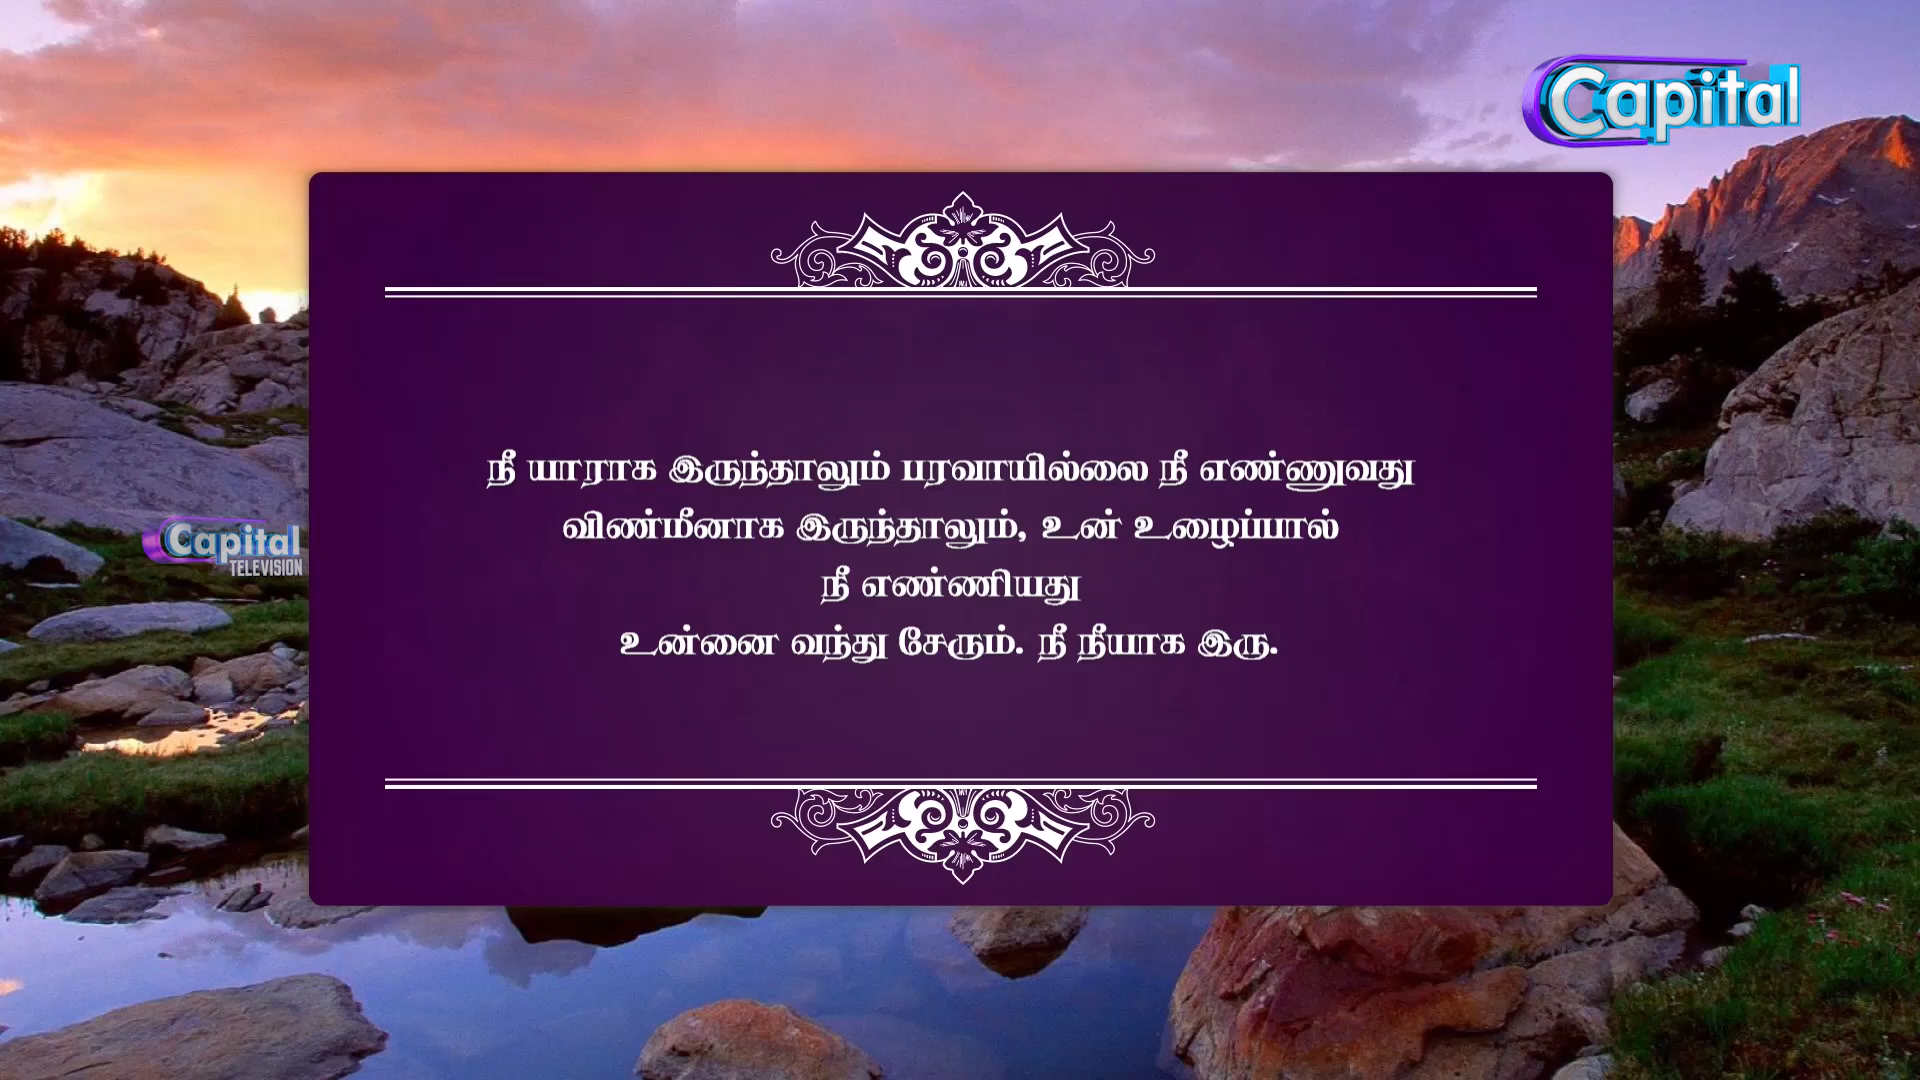 Capital
நீ யாராக இருந்தாலும் பரவாயில்லை நீ எண்ணுவது
விண்மீனாக இருந்தாலும், உன் உழைப்பால்
நீ எண்ணியது
உன்னை வந்து சேரும். நீ நீயாக இரு.
Capital
TELEVISION